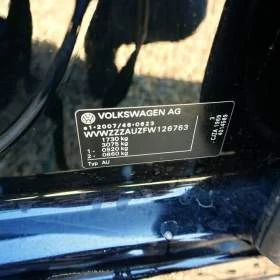 VOLKSWAGEN AG
e1*2007/46*0623
WVWZZZAUZFW126763
1730 kg
3075 kg
1- 0920 kg
2- 0860 kg
Typ AU